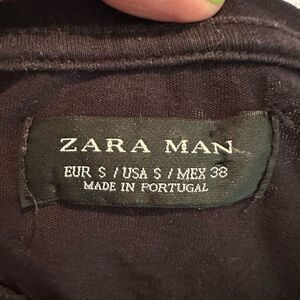 ZARA MAN
EUR S / USA S / MEX 38
MADE IN PORTUGAL